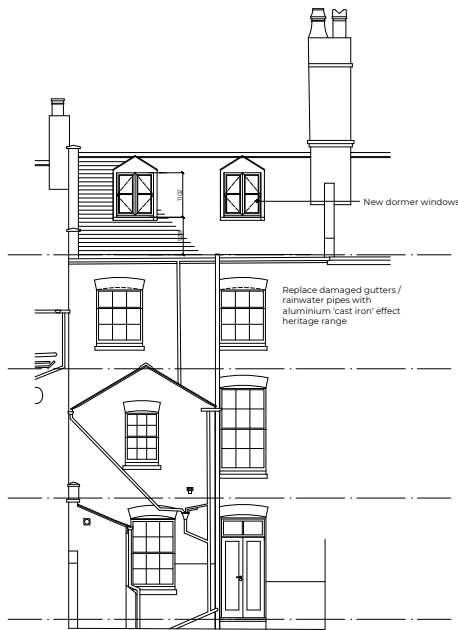 New dormer windows
Replace damaged gutters /
rainwater pipes with
aluminium 'cast iron' effect
heritage range